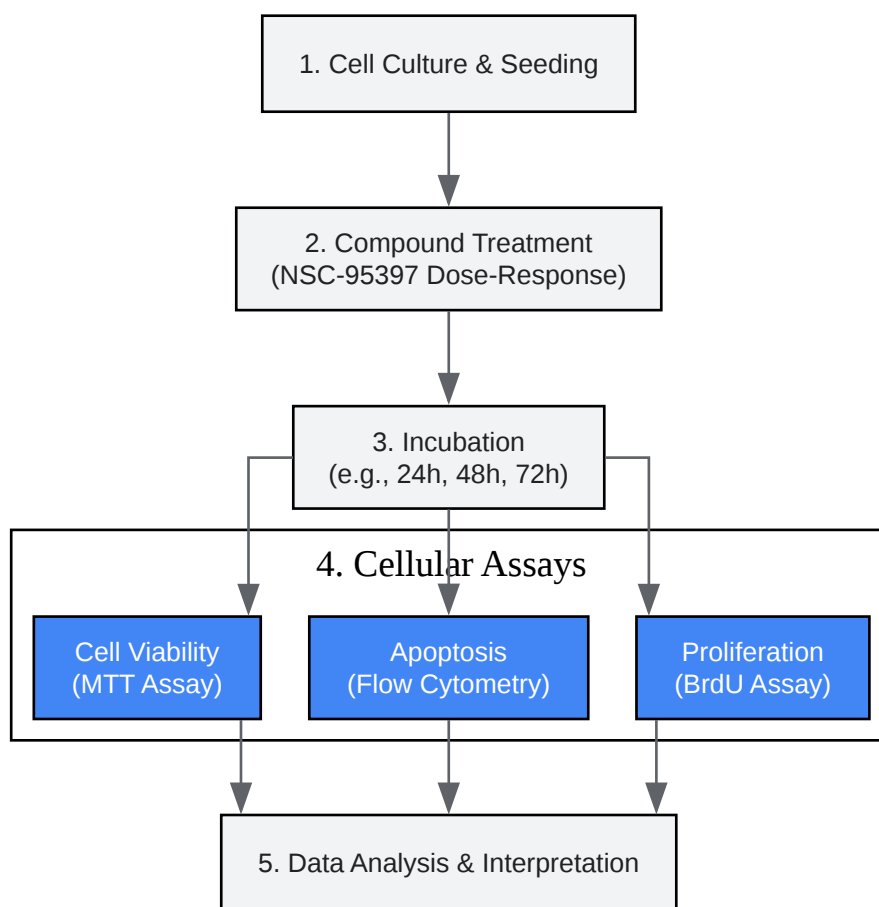 1. Cell Culture & Seeding
2. Compound Treatment
(NSC-95397 Dose-Response)
3. Incubation
(e.g., 24h, 48h, 72h)
4. Cellular Assays
Cell Viability
(MTT Assay)
Apoptosis
(Flow Cytometry)
Proliferation
(BrdU Assay)
5. Data Analysis & Interpretation